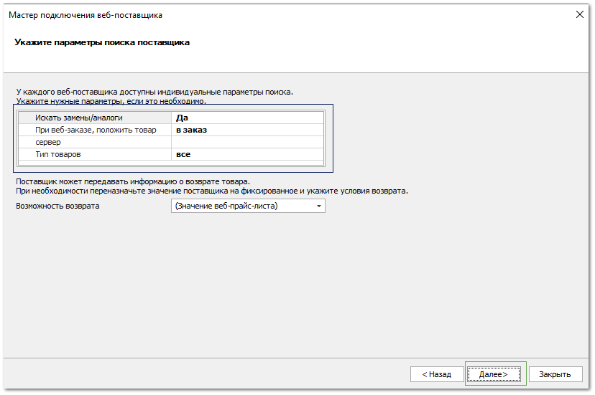 Мастер подключения веб-поставщика
Укажите параметры поиска поставщика
У каждого веб-поставщика доступны индивидуальные параметры поиска.
Укажите нужные параметры, если это необходимо.
Искать замены/аналоги Да
При веб-заказе, положить товар в заказ
сервер
Тип товаров все
Поставщик может передавать информацию о возврате товара.
При необходимости переназначьте значение поставщика на фиксированное и укажите условия возврата.
Возможность возврата (Значение веб-прайс-листа)
< Назад Далее> Закрыть